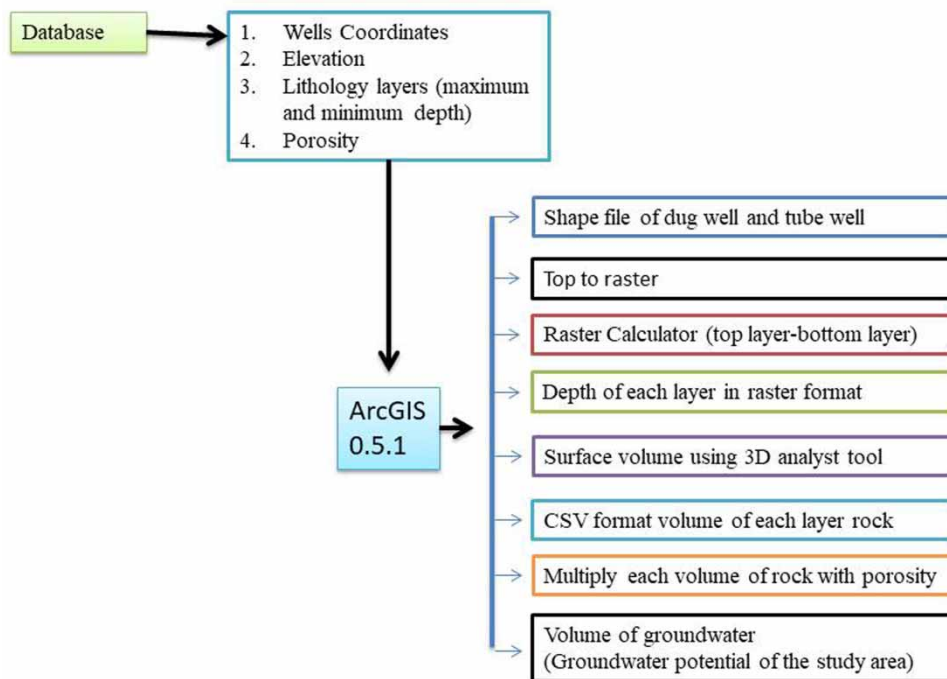 Database
1. Wells Coordinates
2. Elevation
3. Lithology layers (maximum
and minimum depth)
4. Porosity
ArcGIS
0.5.1
Shape file of dug well and tube well
Top to raster
Raster Calculator (top layer-bottom layer)
Depth of each layer in raster format
Surface volume using 3D analyst tool
CSV format volume of each layer rock
Multiply each volume of rock with porosity
Volume of groundwater
(Groundwater potential of the study area)